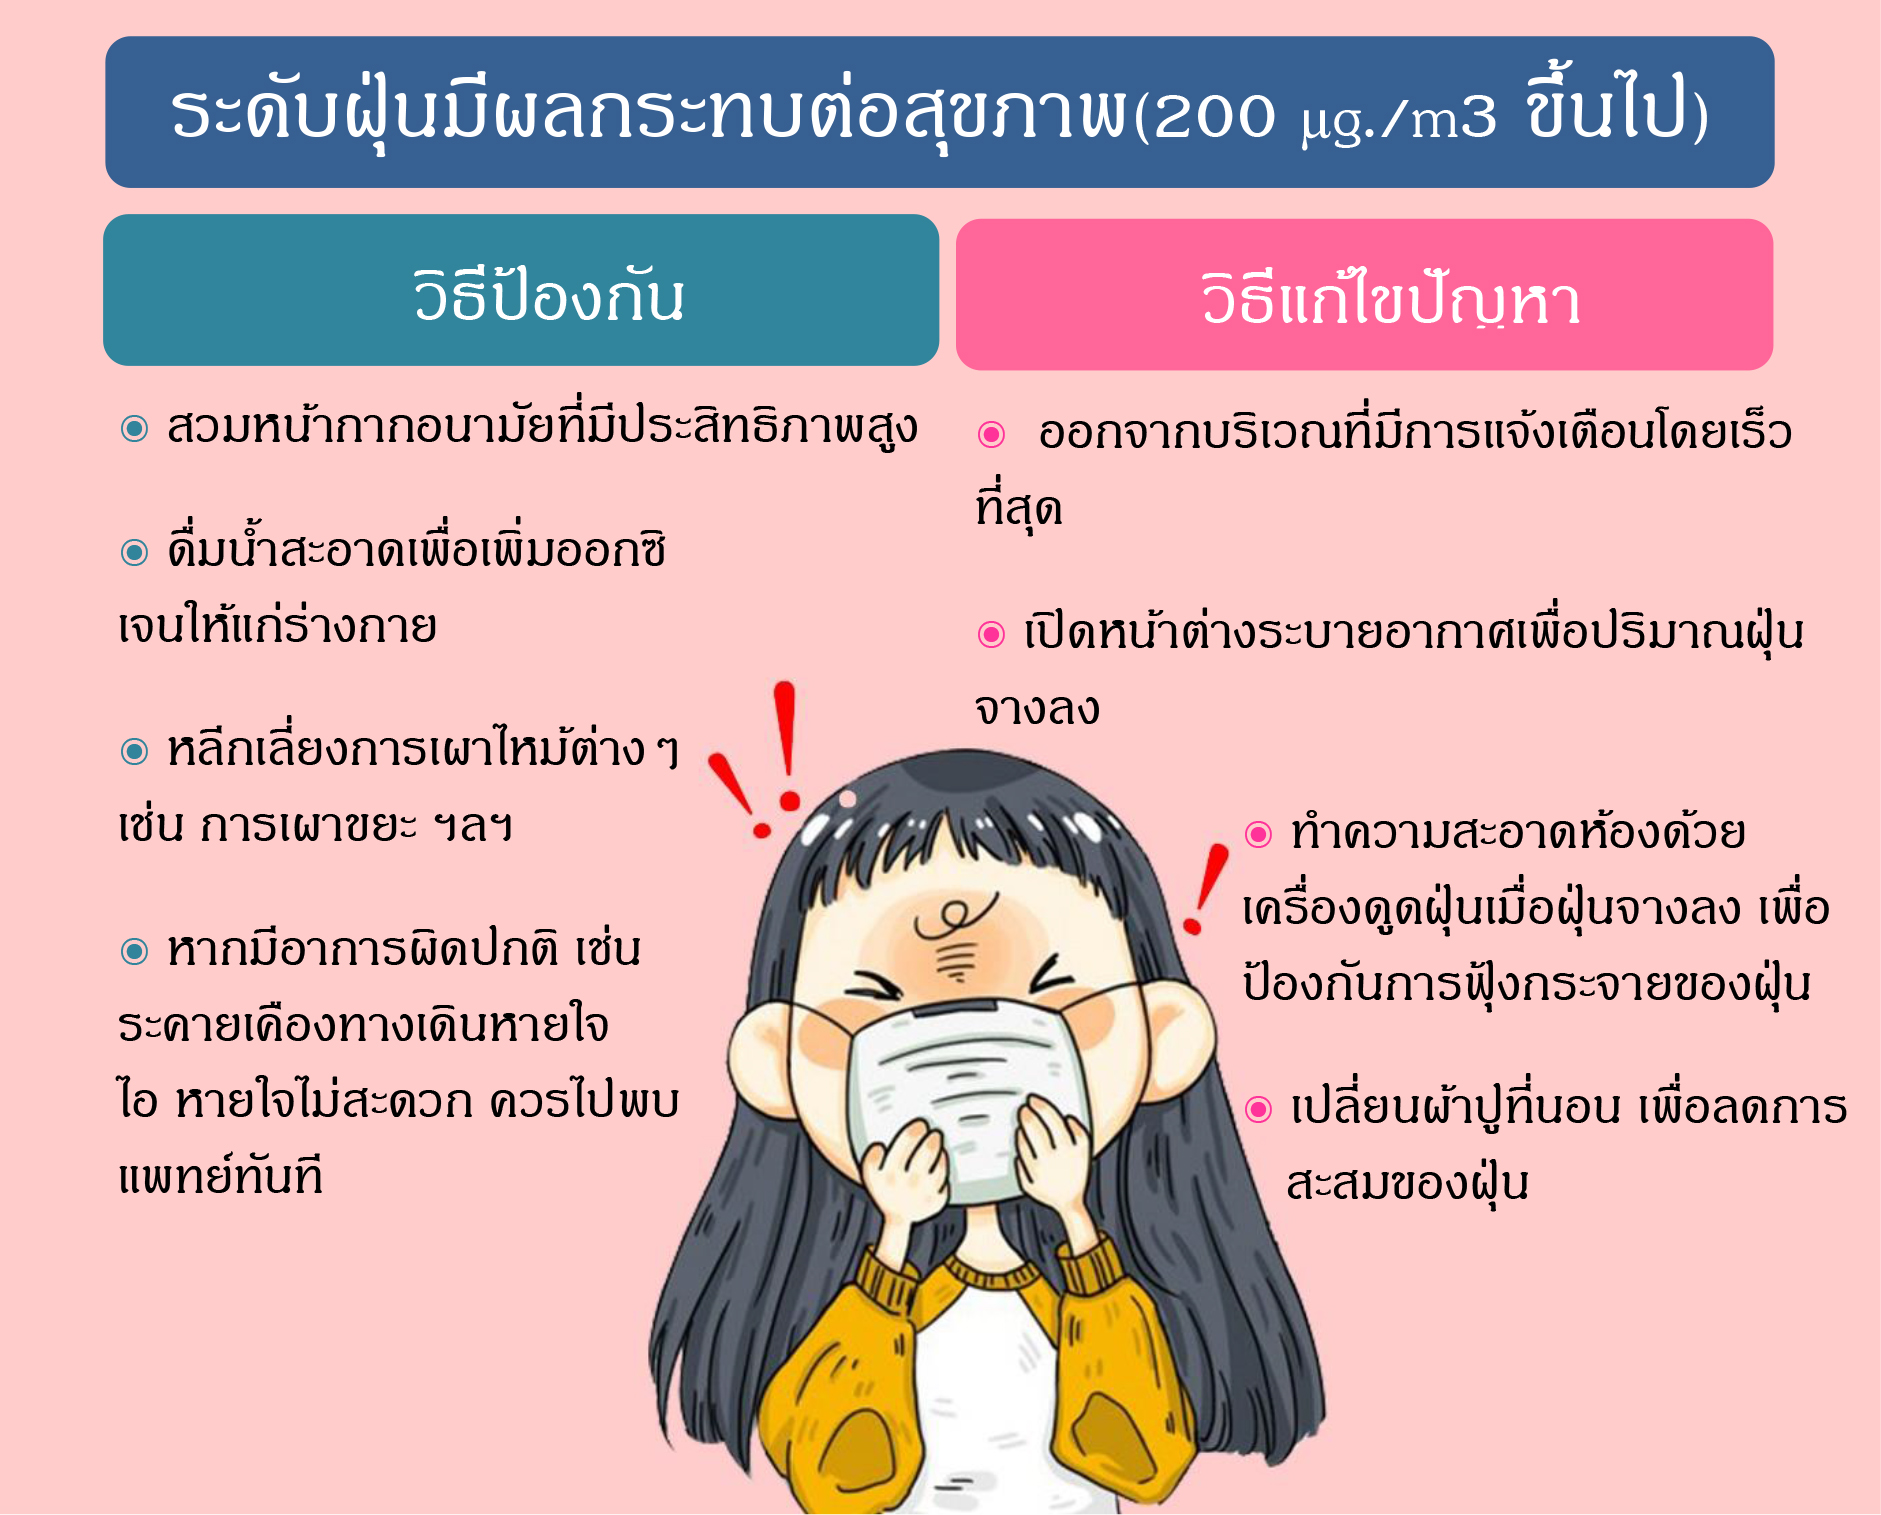 ระดับฝุ่นมีผลกระทบต่อสุขภาพ(200 µg./m3 ขึ้นไป)
วิธีป้องกัน
◉ สวมหน้ากากอนามัยที่มีประสิทธิภาพสูง
◉ ดื่มน้ำสะอาดเพื่อเพิ่มออกซิ
เจนให้แก่ร่างกาย
◉ หลีกเลี่ยงการเผาไหม้ต่าง ๆ
เช่น การเผาขยะ ฯลฯ
◉ หากมีอาการผิดปกติ เช่น
ระคายเคืองทางเดินหายใจ
ไอ หายใจไม่สะดวก ควรไปพบ
แพทย์ทันที
วิธีแก้ไขปัญหา
◉ ออกจากบริเวณที่มีการแจ้งเตือนโดยเร็ว
ที่สุด
◉ เปิดหน้าต่างระบายอากาศเพื่อปริมาณฝุ่น
จางลง
◉ ทำความสะอาดห้องด้วย
เครื่องดูดฝุ่นเมื่อฝุ่นจางลง เพื่อ
ป้องกันการฟุ้งกระจายของฝุ่น
◉ เปลี่ยนผ้าปูที่นอน เพื่อลดการ
สะสมของฝุ่น